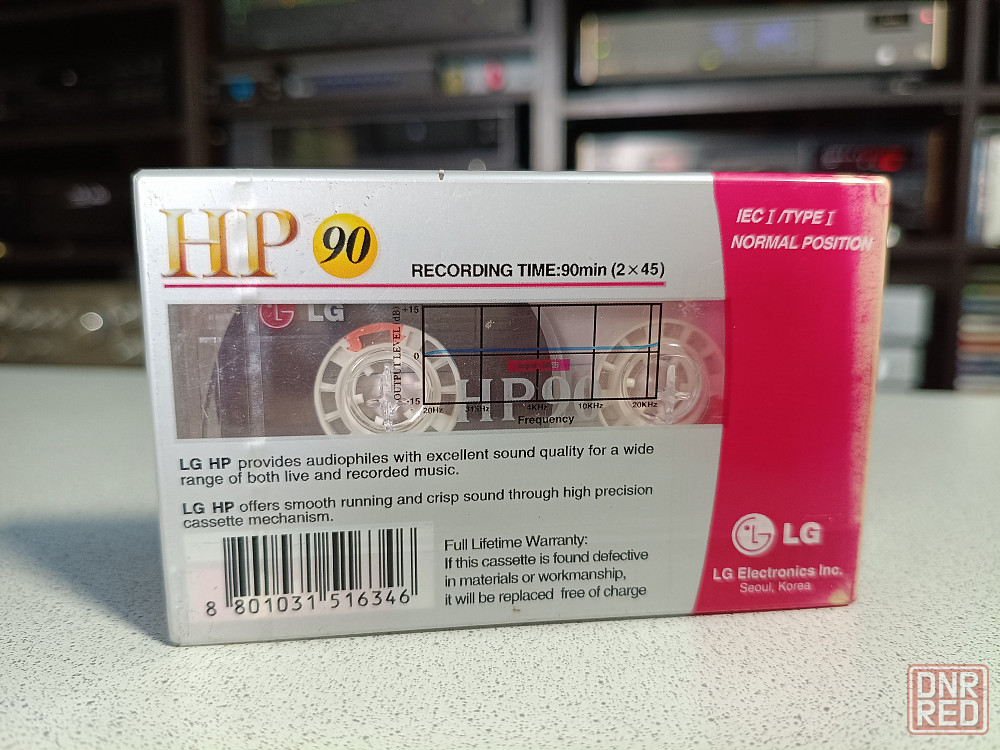 HP 90
RECORDING TIME:90min (2×45)
IEC I /TYPE I
NORMAL POSITION
LG
+15
0
-15
OUTPUT LEVEL (dB)
HP90
20Hz 4KHz 10KHz 20KHz
Frequency
LG HP provides audiophiles with excellent sound quality for a wide
range of both live and recorded music.
LG HP offers smooth running and crisp sound through high precision
cassette mechanism.
8 801031 516346
Full Lifetime Warranty:
If this cassette is found defective
in materials or workmanship,
it will be replaced free of charge
LG
LG Electronics Inc.
Seoul, Korea
DNR
RED